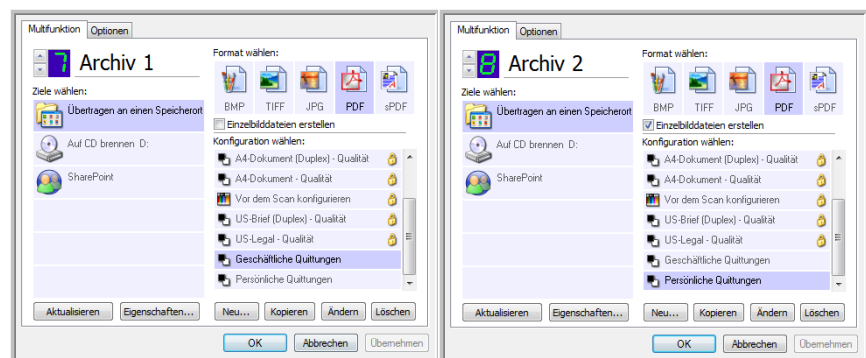 Multifunktion Optionen
7 Archiv 1
Format wählen:
BMP TIFF JPG PDF sPDF
Ziele wählen:
Übertragen an einen Speicherort
Auf CD brennen D:
SharePoint
Einzelbilddateien erstellen
Konfiguration wählen:
A4-Dokument (Duplex) - Qualität
A4-Dokument - Qualität
Vor dem Scan konfigurieren
US-Brief (Duplex) - Qualität
US-Legal - Qualität
Geschäftliche Quittungen
Persönliche Quittungen
Aktualisieren Eigenschaften... Neu... Kopieren Ändern Löschen
OK Abbrechen Übernehmen
Multifunktion Optionen
8 Archiv 2
Format wählen:
BMP TIFF JPG PDF sPDF
Ziele wählen:
Übertragen an einen Speicherort
Auf CD brennen D:
SharePoint
Einzelbilddateien erstellen
Konfiguration wählen:
A4-Dokument (Duplex) - Qualität
A4-Dokument - Qualität
Vor dem Scan konfigurieren
US-Brief (Duplex) - Qualität
US-Legal - Qualität
Geschäftliche Quittungen
Persönliche Quittungen
Aktualisieren Eigenschaften... Neu... Kopieren Ändern Löschen
OK Abbrechen Übernehmen